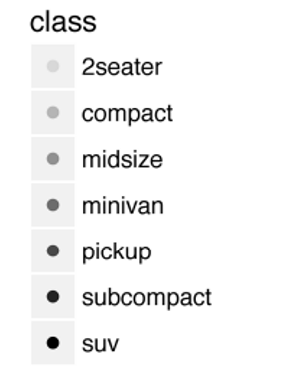 class
2seater
compact
midsize
minivan
pickup
subcompact
suv